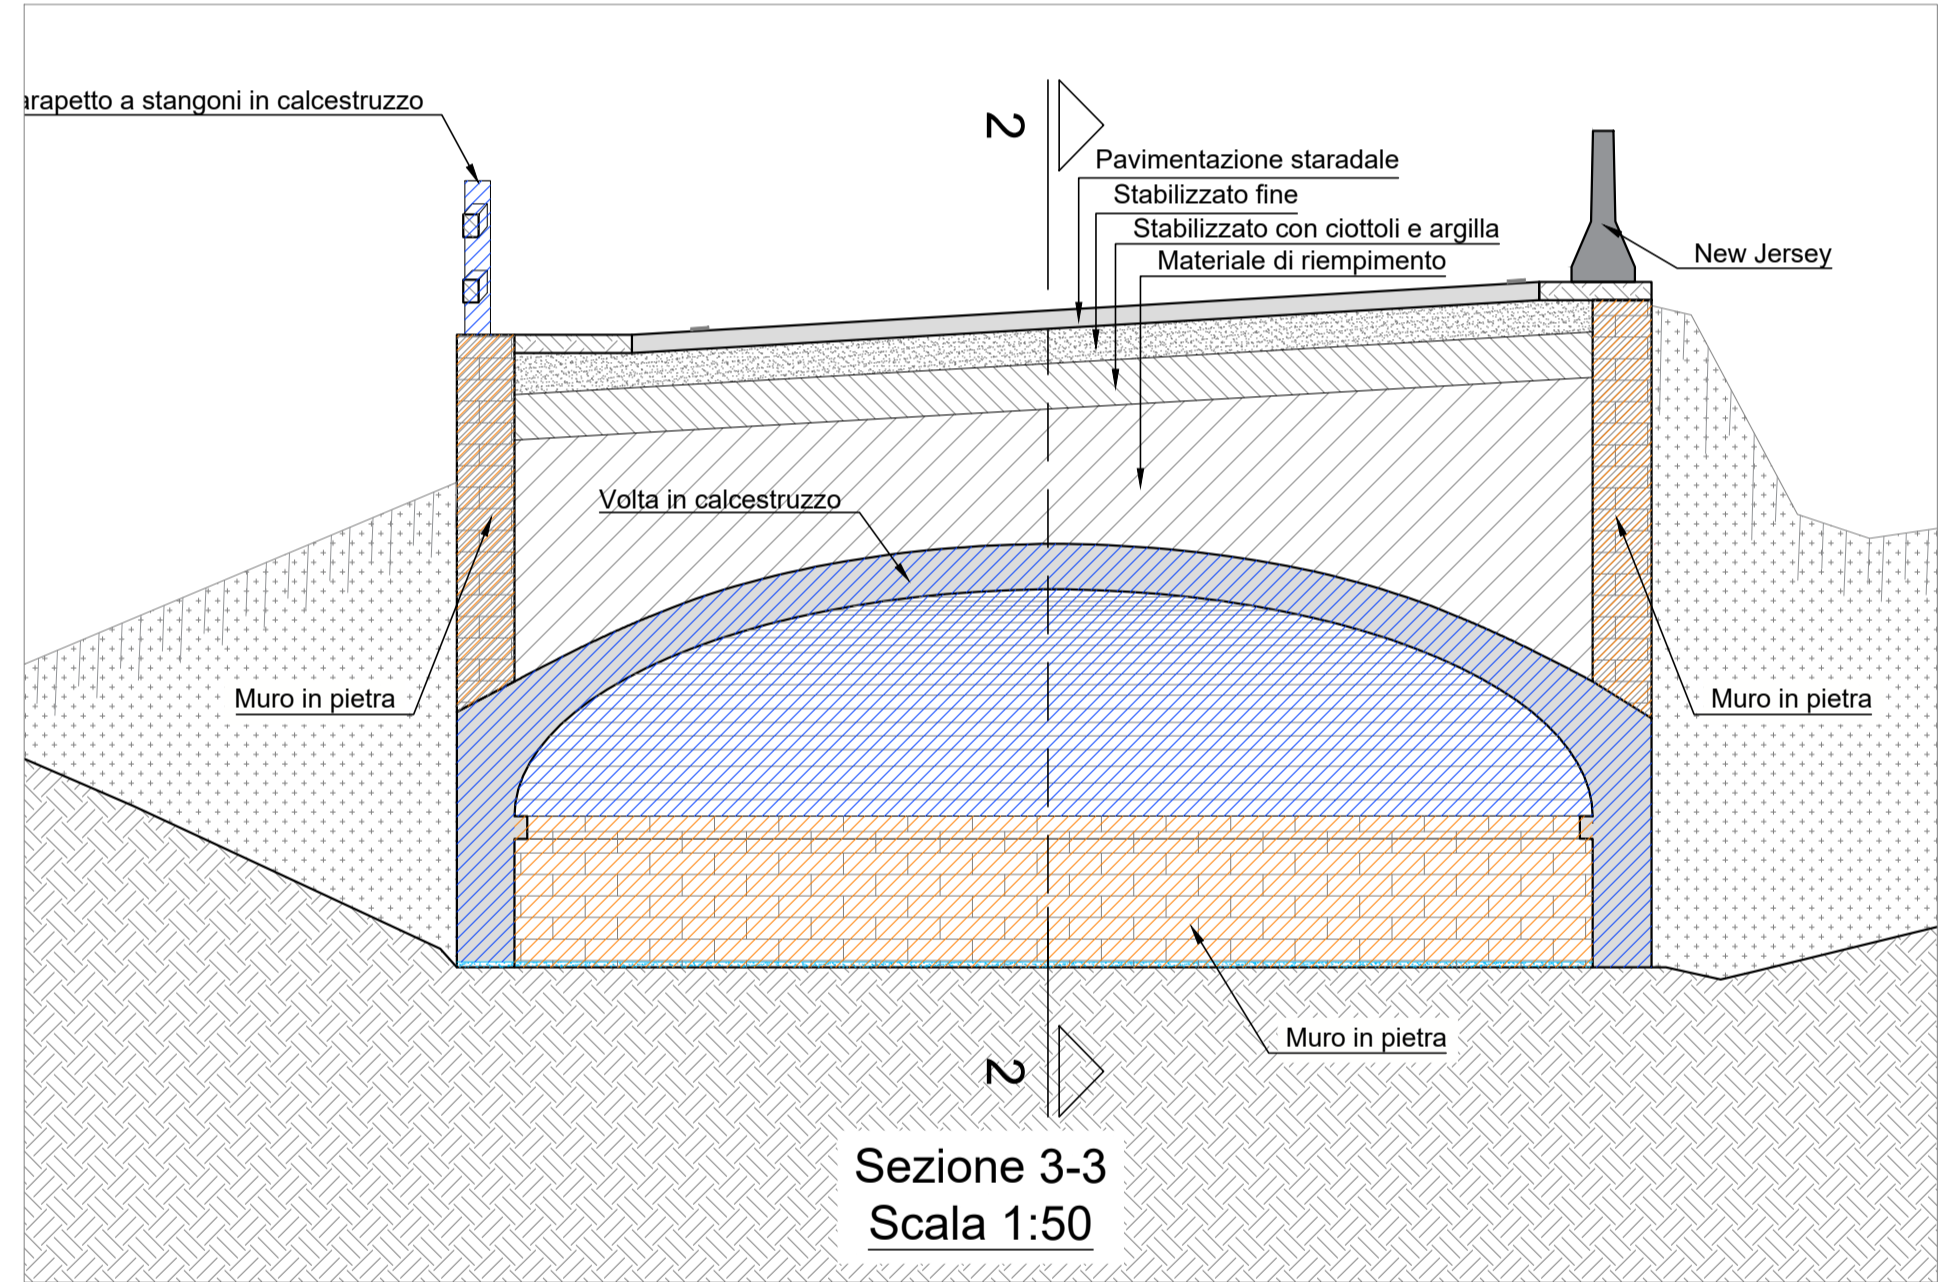 arapetto a stangoni in calcestruzzo
2
Pavimentazione staradale
Stabilizzato fine
Stabilizzato con ciottoli e argilla
Materiale di riempimento
New Jersey
Volta in calcestruzzo
Muro in pietra
Muro in pietra
Muro in pietra
2
Sezione 3-3
Scala 1:50